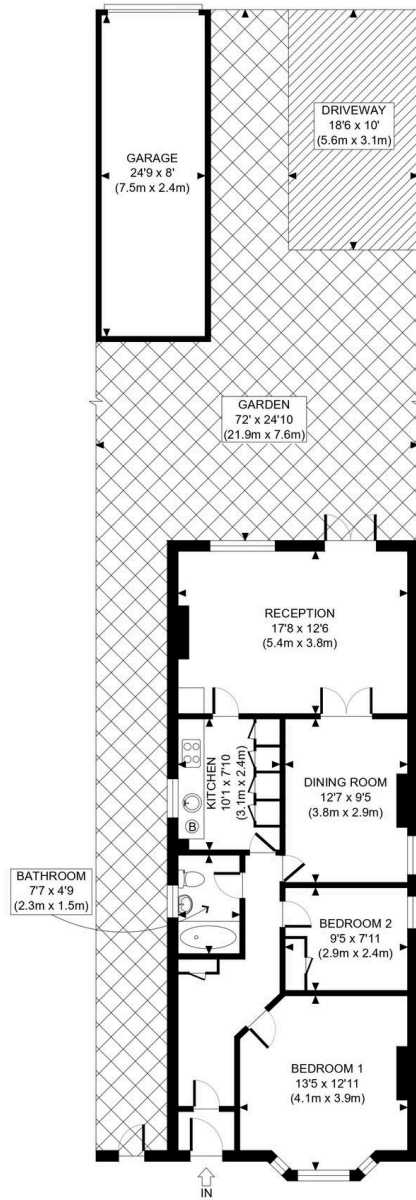 DRIVEWAY
18'6 x 10'
(5.6m x 3.1m)
GARAGE
24'9 x 8'
(7.5m x 2.4m)
GARDEN
72' x 24'10
(21.9m x 7.6m)
RECEPTION
17'8 x 12'6
(5.4m x 3.8m)
KITCHEN
10'1 x 7'10
(3.1m x 2.4m)
DINING ROOM
12'7 x 9'5
(3.8m x 2.9m)
B
BATHROOM
7'7 x 4'9
(2.3m x 1.5m)
BEDROOM 2
9'5 x 7'11
(2.9m x 2.4m)
BEDROOM 1
13'5 x 12'11
(4.1m x 3.9m)
IN